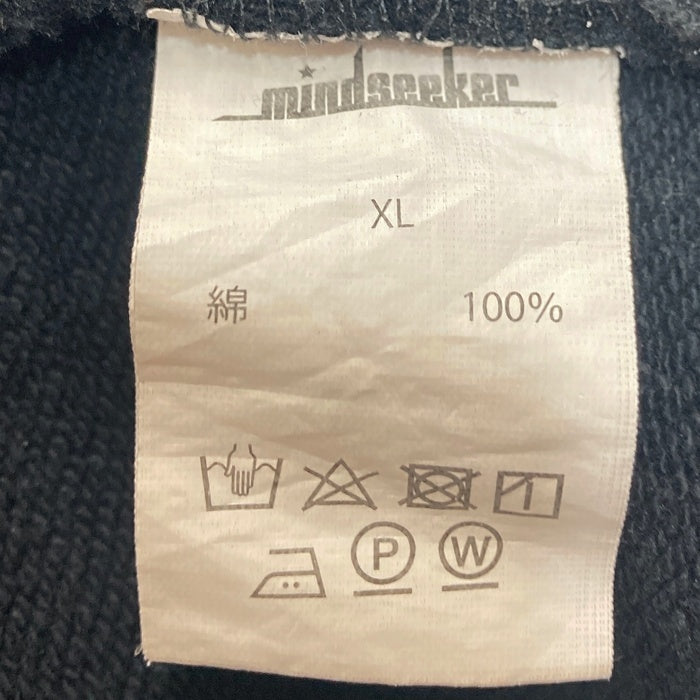 mindseeker
XL
綿 100%
P W